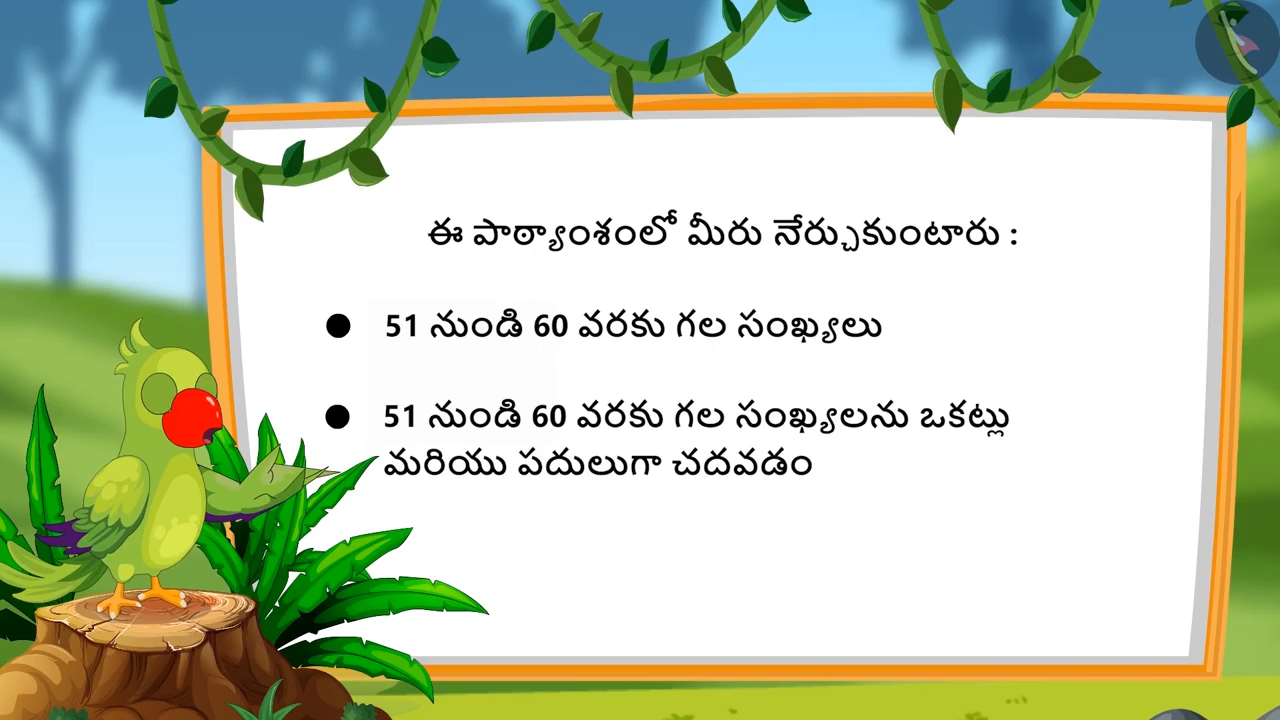 ఈ పాఠ్యాంశంలో మీరు నేర్చుకుంటారు :
● 51 నుండి 60 వరకు గల సంఖ్యలు
● 51 నుండి 60 వరకు గల సంఖ్యలను ఒకట్లు
మరియు పదులుగా చదవడం